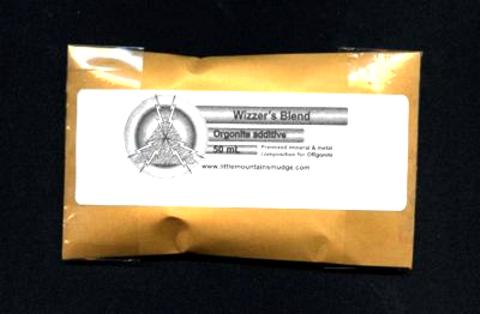 Wizzer's Blend
Orgonite additive
50 mL
Premixed mineral & metal
composition for Orgonite
www.littlemountainsmudge.com